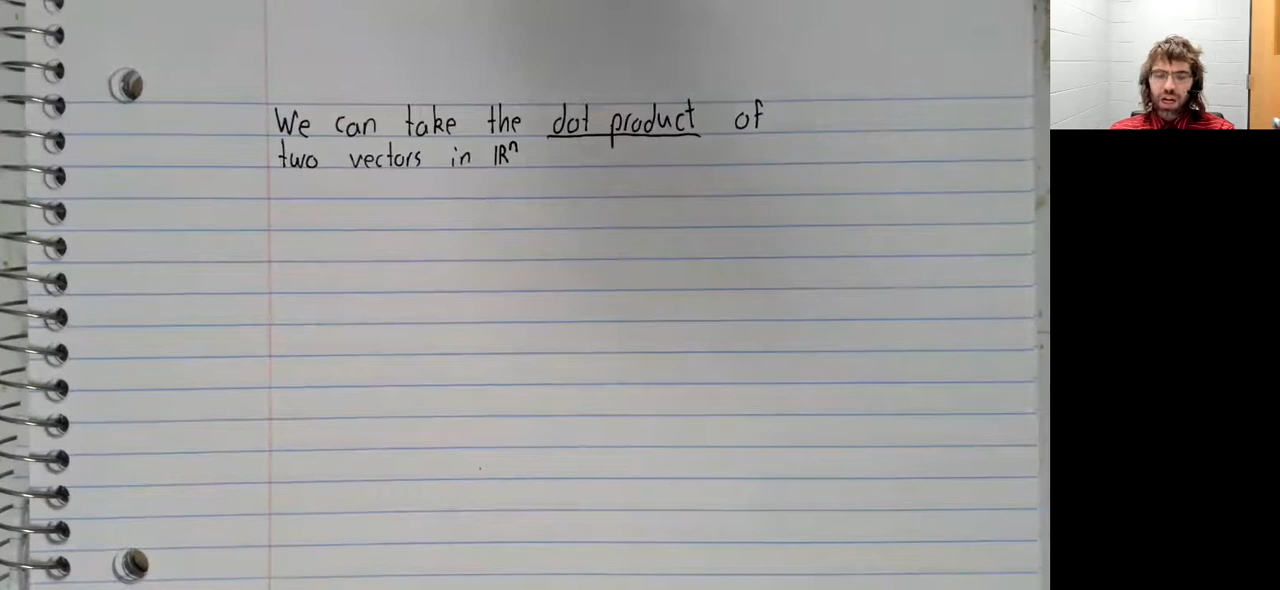 We can take the dot product of
two vectors in ℝⁿ